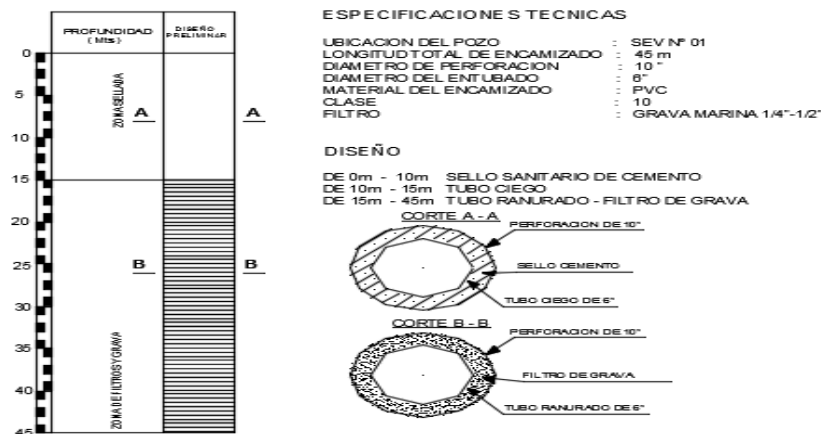 PROFUNDIDAD
( Mts. )
DISEÑO
PRELIMINAR
0
5
10
15
20
25
30
35
40
45
ZONA SELLADA
A
A
B
B
ZONA DE FILTROS Y GRAVA
ESPECIFICACIONES TECNICAS
UBICACION DEL POZO : SEV Nº 01
LONGITUD TOTAL DE ENCAMIZADO : 45 m
DIAMETRO DE PERFORACION : 10 "
DIAMETRO DEL ENTUBADO : 6"
MATERIAL DEL ENCAMIZADO : PVC
CLASE : 10
FILTRO : GRAVA MARINA 1/4"-1/2"
DISEÑO
DE 0m - 10m SELLO SANITARIO DE CEMENTO
DE 10m - 15m TUBO CIEGO
DE 15m - 45m TUBO RANURADO - FILTRO DE GRAVA
CORTE A - A
PERFORACION DE 10"
SELLO CEMENTO
TUBO CIEGO DE 6"
CORTE B - B
PERFORACION DE 10"
FILTRO DE GRAVA
TUBO RANURADO DE 6"